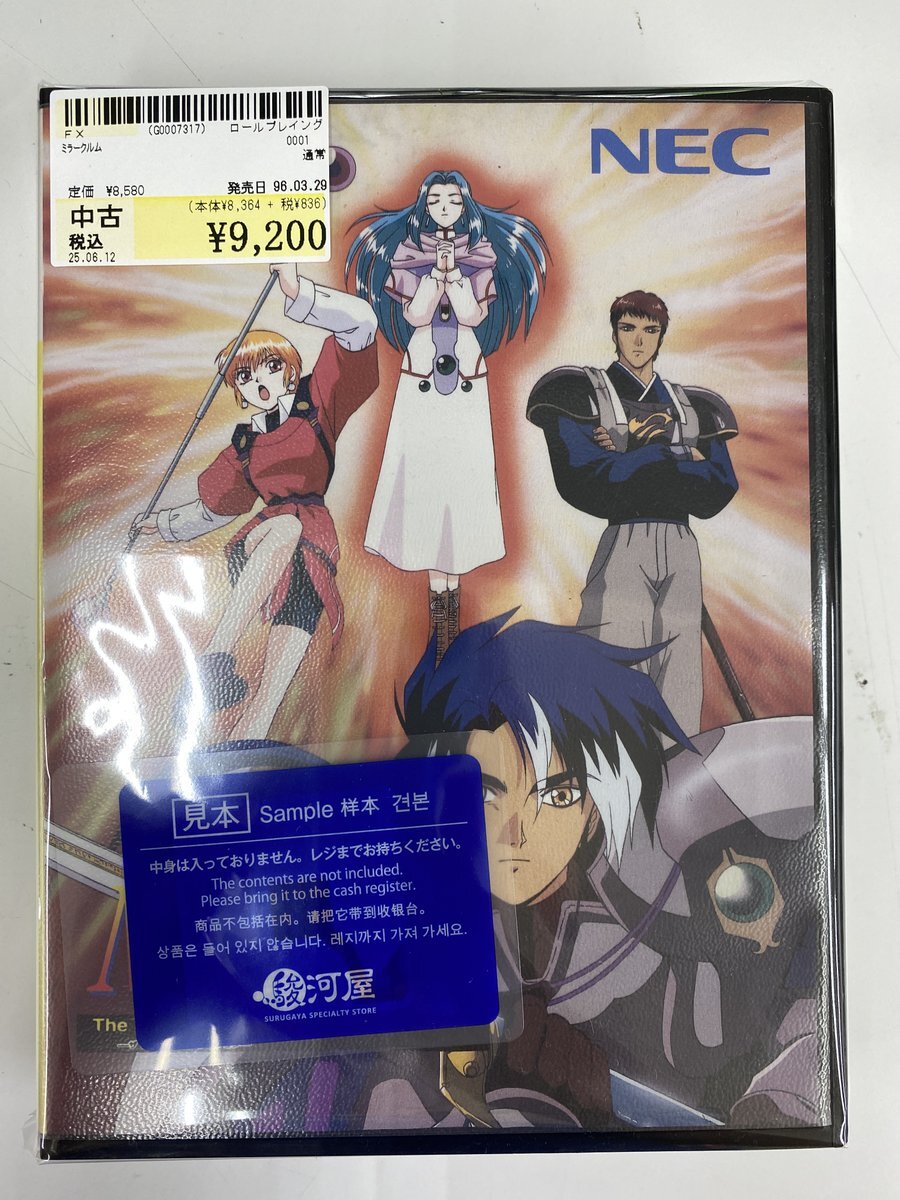 FX
(G0007317)
ロールプレイング
ミラークルム
0001
通常
定価 ¥8,580
発売日 96.03.29
中古
(本体¥8,364 + 税¥836)
税込
¥9,200
25.06.12
NEC
見本 Sample 样本 견본
中身は入っておりません。レジまでお持ちください。
The contents are not included.
Please bring it to the cash register.
商品不包括在内。请把它带到收银台。
상품은 들어 있지 않습니다. 레지까지 가져 가세요.
駿河屋
SURUGAYA SPECIALTY STORE
The